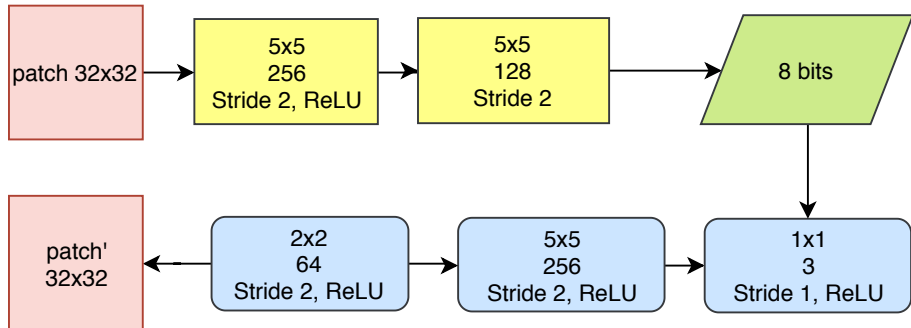 patch 32x32
5x5
256
Stride 2, ReLU
5x5
128
Stride 2
8 bits
patch'
32x32
2x2
64
Stride 2, ReLU
5x5
256
Stride 2, ReLU
1x1
3
Stride 1, ReLU